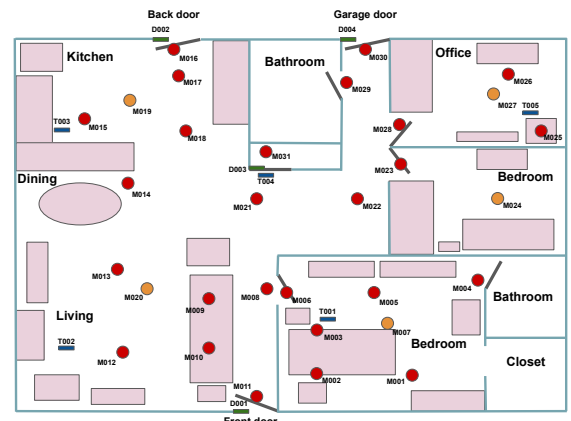 Back door
Garage door
D002
D004
Kitchen
M016
Bathroom
M030
Office
M017
M029
M026
M019
M027
T003
M015
T005
M018
M028
M025
M031
D003
T004
M023
Dining
M014
Bedroom
M021
M022
M024
M013
M020
M008
M006
M005
M004
M009
Bathroom
Living
T001
M003
M007
T002
M010
Bedroom
M012
Closet
M002
M001
M011
D001
Front door